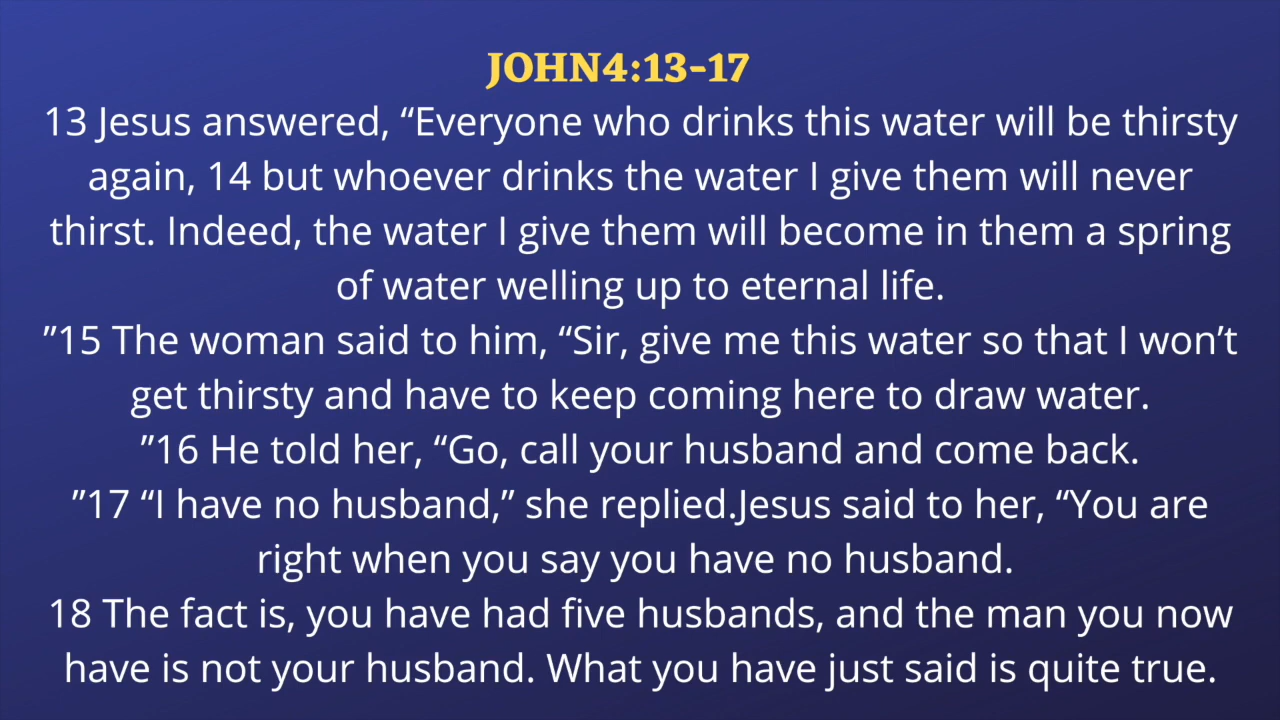 JOHN4:13-17
13 Jesus answered, “Everyone who drinks this water will be thirsty
again, 14 but whoever drinks the water I give them will never
thirst. Indeed, the water I give them will become in them a spring
of water welling up to eternal life.
”15 The woman said to him, “Sir, give me this water so that I won’t
get thirsty and have to keep coming here to draw water.
”16 He told her, “Go, call your husband and come back.
”17 “I have no husband,” she replied.Jesus said to her, “You are
right when you say you have no husband.
18 The fact is, you have had five husbands, and the man you now
have is not your husband. What you have just said is quite true.